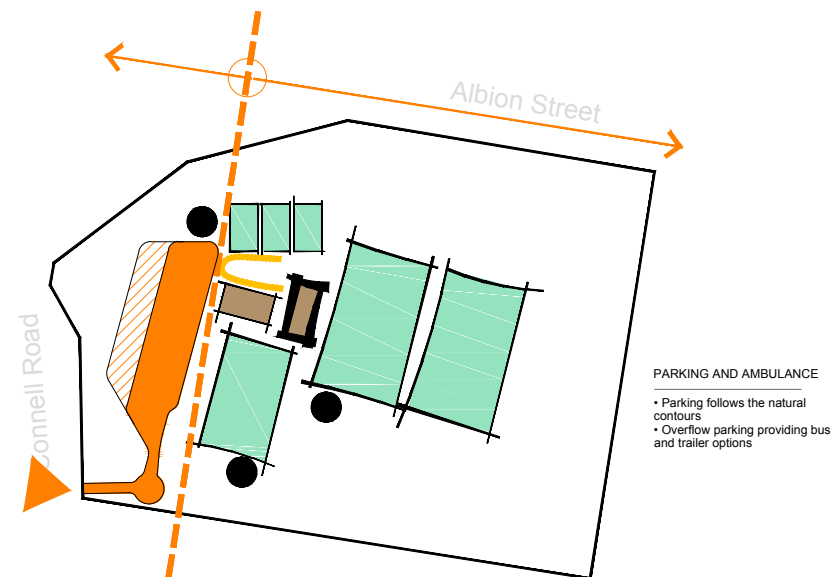 Albion Street
Connell Road
PARKING AND AMBULANCE
• Parking follows the natural
contours
• Overflow parking providing bus
and trailer options